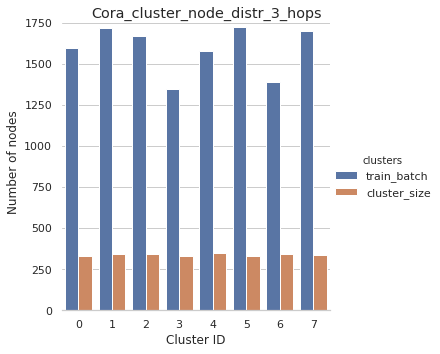 Cora_cluster_node_distr_3_hops
1750
1500
1250
1000
750
500
250
0
Number of nodes
0 1 2 3 4 5 6 7
Cluster ID
clusters
train_batch
cluster_size